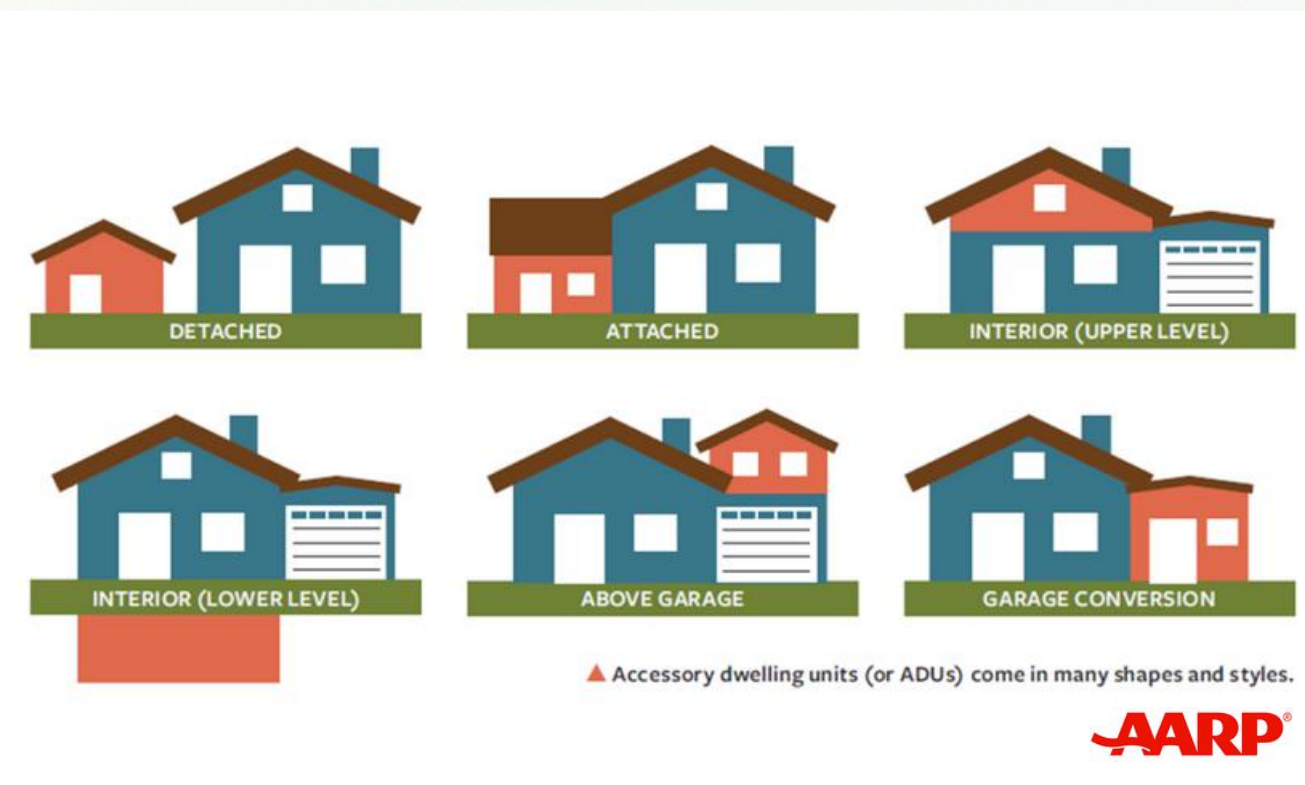 DETACHED
ATTACHED
INTERIOR (UPPER LEVEL)
INTERIOR (LOWER LEVEL)
ABOVE GARAGE
GARAGE CONVERSION
▲ Accessory dwelling units (or ADUs) come in many shapes and styles.
AARP®